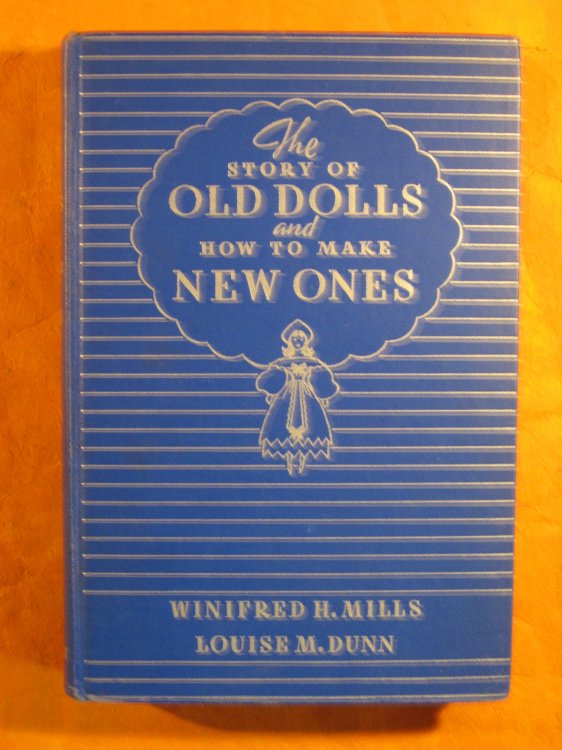 The
STORY OF
OLD DOLLS
and
HOW TO MAKE
NEW ONES
WINIFRED H. MILLS
LOUISE M. DUNN